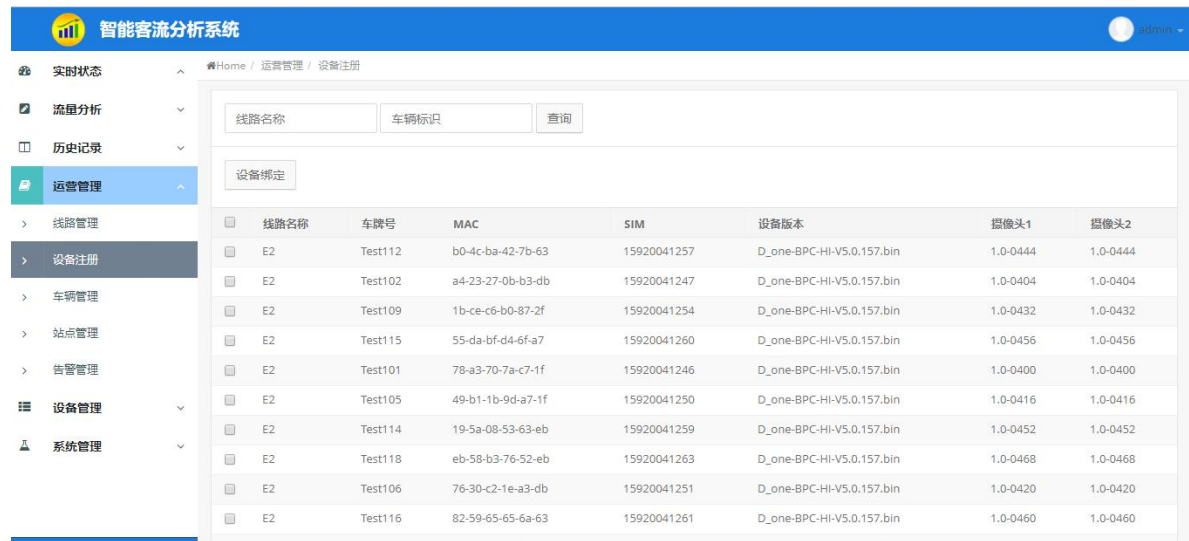 智能客流分析系统
admin
实时状态
流量分析
历史记录
运营管理
线路管理
设备注册
车辆管理
站点管理
告警管理
设备管理
系统管理
Home / 运营管理 / 设备注册
线路名称 车辆标识 查询
设备绑定
线路名称 车牌号 MAC SIM 设备版本 摄像头1 摄像头2
E2 Test112 b0-4c-ba-42-7b-63 15920041257 D_one-BPC-HI-V5.0.157.bin 1.0-0444 1.0-0444
E2 Test102 a4-23-27-0b-b3-db 15920041247 D_one-BPC-HI-V5.0.157.bin 1.0-0404 1.0-0404
E2 Test109 1b-ce-c6-b0-87-2f 15920041254 D_one-BPC-HI-V5.0.157.bin 1.0-0432 1.0-0432
E2 Test115 55-da-bf-d4-6f-a7 15920041260 D_one-BPC-HI-V5.0.157.bin 1.0-0456 1.0-0456
E2 Test101 78-a3-70-7a-c7-1f 15920041246 D_one-BPC-HI-V5.0.157.bin 1.0-0400 1.0-0400
E2 Test105 49-b1-1b-9d-a7-1f 15920041250 D_one-BPC-HI-V5.0.157.bin 1.0-0416 1.0-0416
E2 Test114 19-5a-08-53-63-eb 15920041259 D_one-BPC-HI-V5.0.157.bin 1.0-0452 1.0-0452
E2 Test118 eb-58-b3-76-52-eb 15920041263 D_one-BPC-HI-V5.0.157.bin 1.0-0468 1.0-0468
E2 Test106 76-30-c2-1e-a3-db 15920041251 D_one-BPC-HI-V5.0.157.bin 1.0-0420 1.0-0420
E2 Test116 82-59-65-65-6a-63 15920041261 D_one-BPC-HI-V5.0.157.bin 1.0-0460 1.0-0460